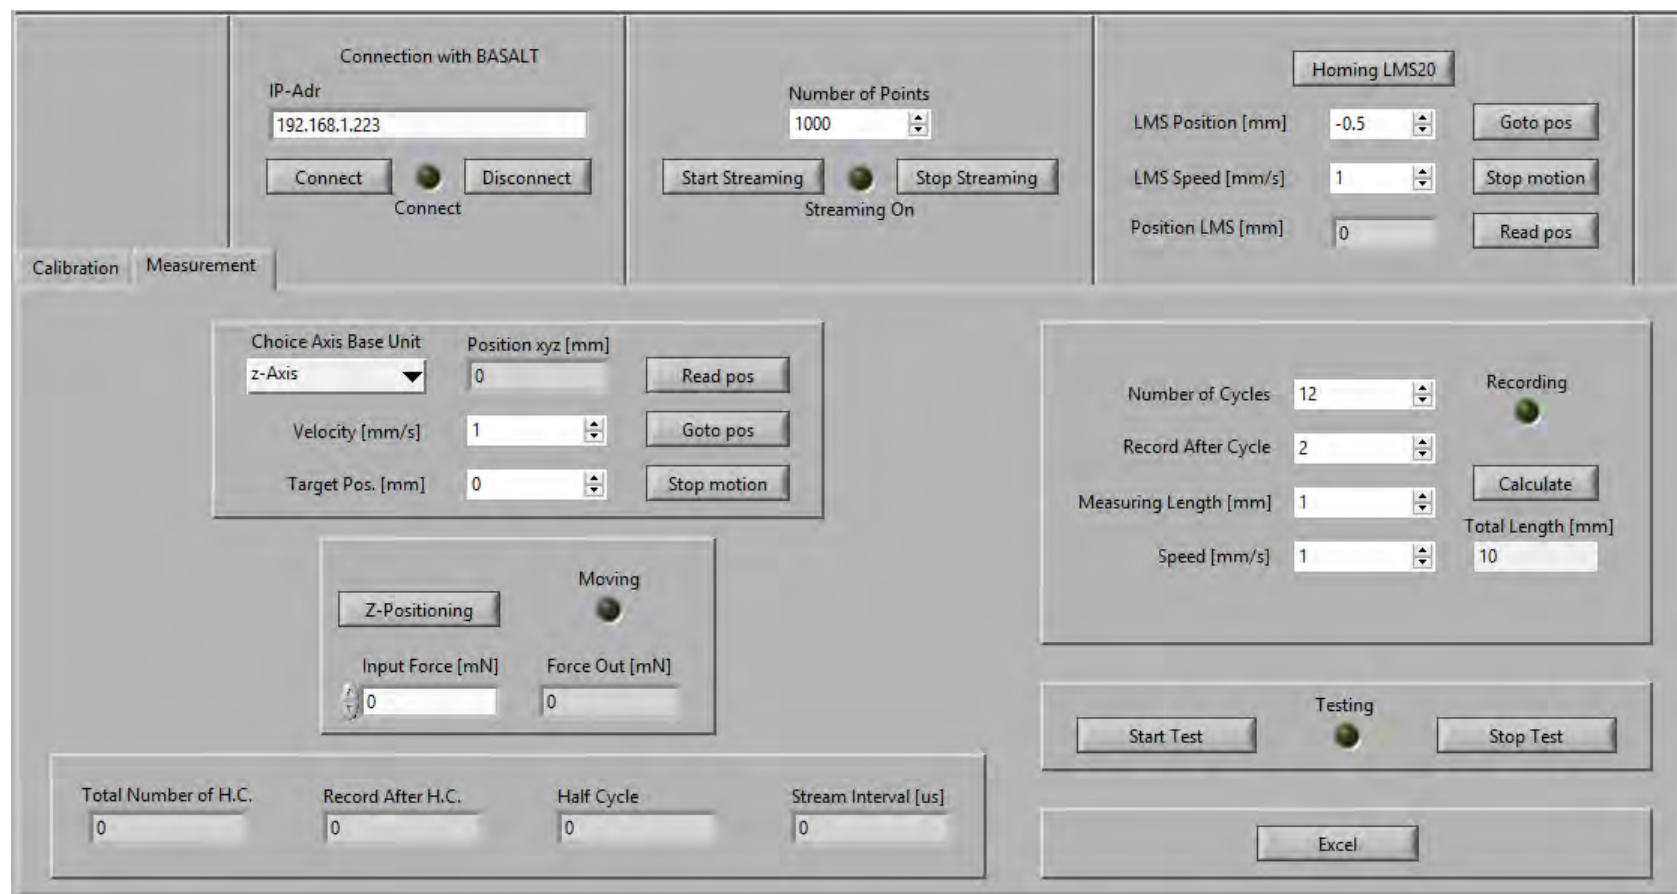 Connection with BASALT
IP-Adr
192.168.1.223
Connect
Disconnect
Connect
Number of Points
1000
Start Streaming
Stop Streaming
Streaming On
Homing LMS20
LMS Position [mm]
-0.5
Goto pos
LMS Speed [mm/s]
1
Stop motion
Position LMS [mm]
0
Read pos
Calibration
Measurement
Choice Axis Base Unit
Position xyz [mm]
z-Axis
0
Read pos
Velocity [mm/s]
1
Goto pos
Target Pos. [mm]
0
Stop motion
Z-Positioning
Moving
Input Force [mN]
Force Out [mN]
0
0
Total Number of H.C.
Record After H.C.
Half Cycle
Stream Interval [us]
0
0
0
0
Number of Cycles
12
Recording
Record After Cycle
2
Calculate
Measuring Length [mm]
1
Total Length [mm]
Speed [mm/s]
1
10
Testing
Start Test
Stop Test
Excel